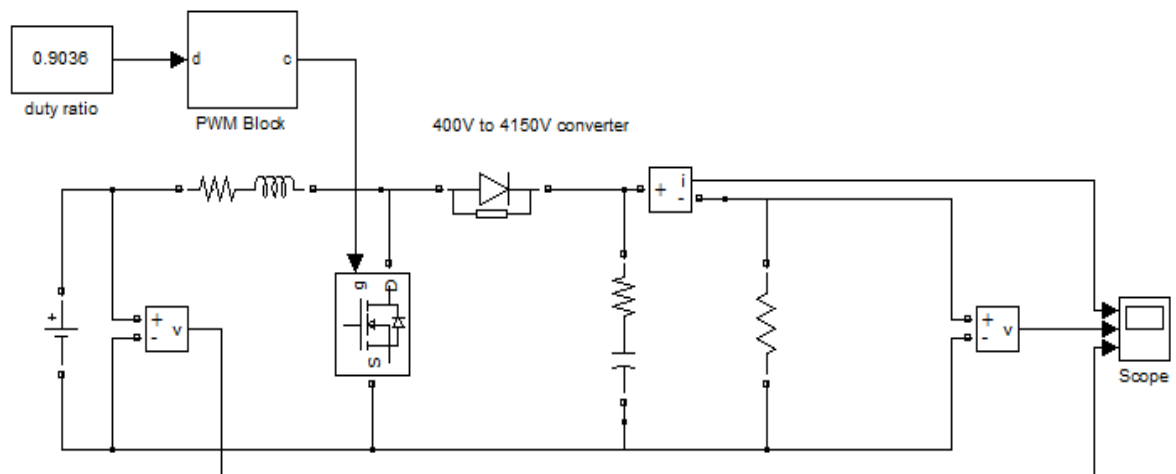 0.9036
duty ratio
d
c
PWM Block
400V to 4150V converter
+
i
-
g
D
S
+
+
-
v
+
-
v
Scope